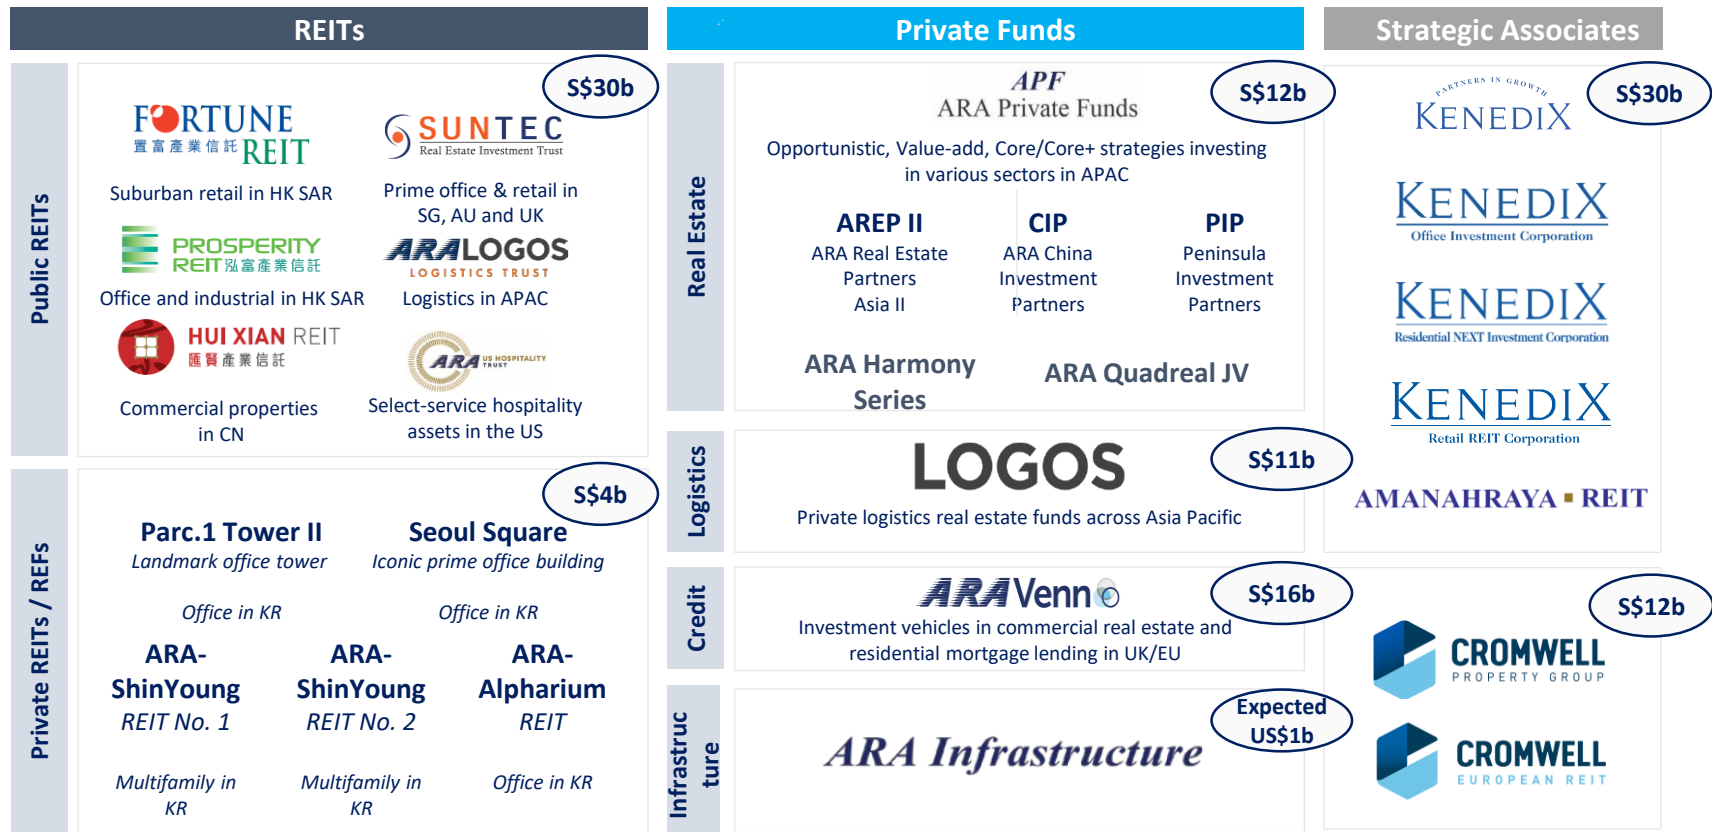 REITs
Private Funds
Strategic Associates
Public REITs
S$30b
FORTUNE
置富產業信託 REIT
Suburban retail in HK SAR
SUNTEC
Real Estate Investment Trust
Prime office & retail in
SG, AU and UK
PROSPERITY
REIT 泓富產業信託
Office and industrial in HK SAR
ARALOGOS
LOGISTICS TRUST
Logistics in APAC
HUI XIAN REIT
匯賢產業信託
Commercial properties
in CN
ARA US HOSPITALITY
TRUST
Select-service hospitality
assets in the US
Private REITs / REFs
S$4b
Parc.1 Tower II
Landmark office tower
Office in KR
Seoul Square
Iconic prime office building
Office in KR
ARA-
ShinYoung
REIT No. 1
Multifamily in
KR
ARA-
ShinYoung
REIT No. 2
Multifamily in
KR
ARA-
Alpharium
REIT
Office in KR
Real Estate
APF
ARA Private Funds
S$12b
Opportunistic, Value-add, Core/Core+ strategies investing
in various sectors in APAC
AREP II
ARA Real Estate
Partners
Asia II
CIP
ARA China
Investment
Partners
PIP
Peninsula
Investment
Partners
ARA Harmony
Series
ARA Quadreal JV
Logistics
LOGOS
S$11b
Private logistics real estate funds across Asia Pacific
Credit
ARA Venn
S$16b
Investment vehicles in commercial real estate and
residential mortgage lending in UK/EU
Infrastruc
ture
ARA Infrastructure
Expected
US$1b
PARTNERS IN GROWTH
KENEDIX
S$30b
KENEDIX
Office Investment Corporation
KENEDIX
Residential NEXT Investment Corporation
KENEDIX
Retail REIT Corporation
AMANAHRAYA REIT
S$12b
CROMWELL
PROPERTY GROUP
CROMWELL
EUROPEAN REIT